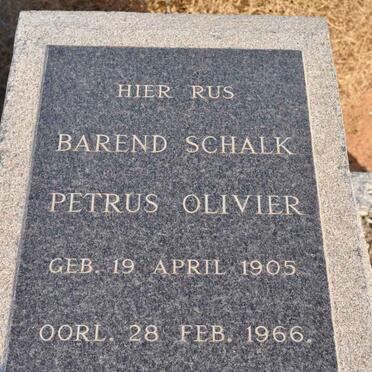 HIER RUS
BAREND SCHALK
PETRUS OLIVIER
GEB. 19 APRIL 1905
OORL. 28 FEB. 1966.